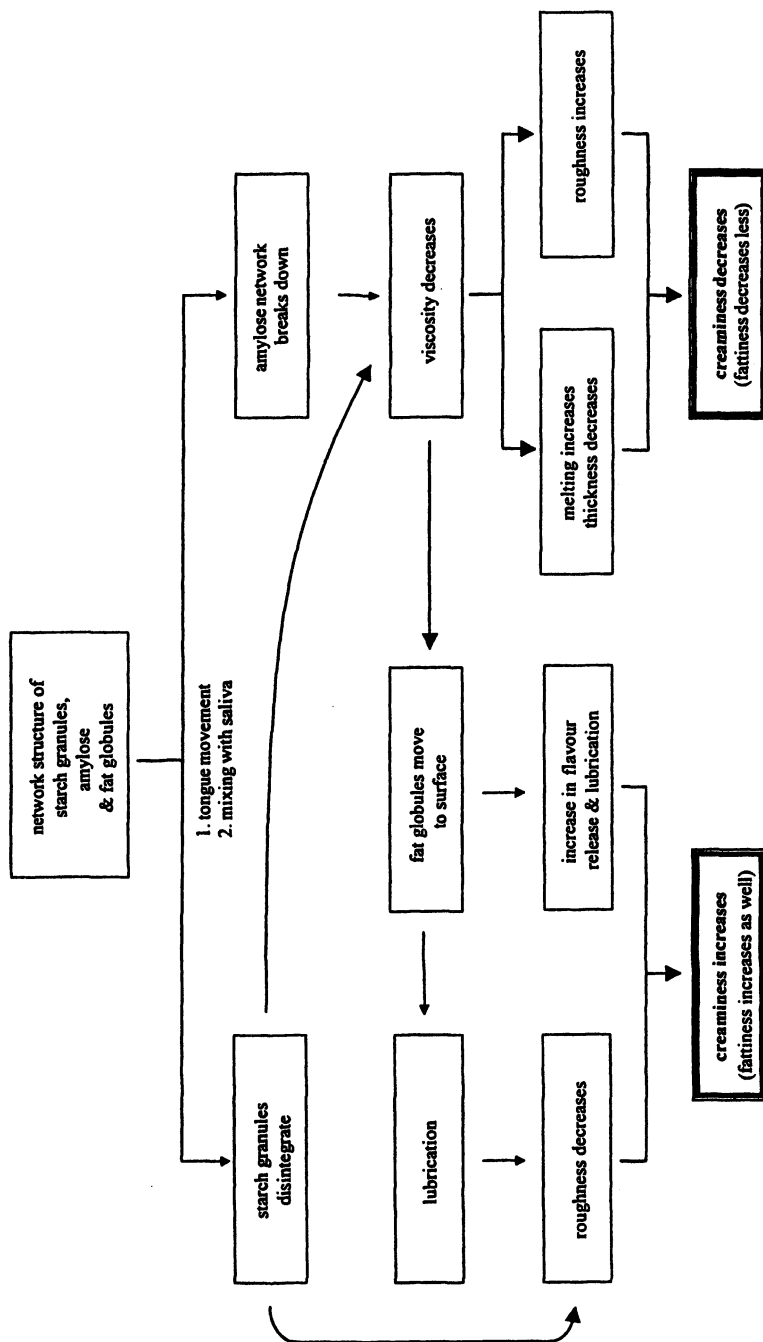 network structure of
starch granules,
amylose
& fat globules
1. tongue movement
2. mixing with saliva
starch granules
disintegrate
amylose network
breaks down
lubrication
fat globules move
to surface
viscosity decreases
roughness decreases
increase in flavour
release & lubrication
melting increases
thickness decreases
roughness increases
creaminess increases
(fattiness increases as well)
creaminess decreases
(fattiness decreases less)